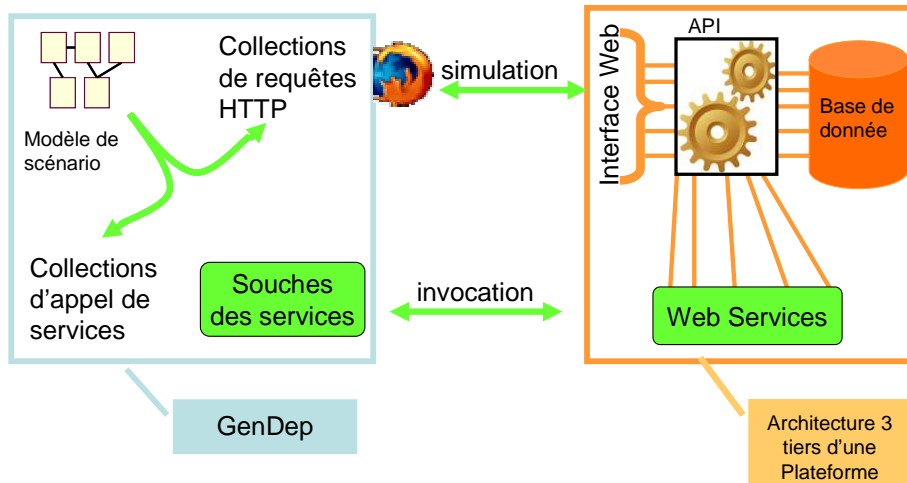 Modèle de
scénario
Collections
de requêtes
HTTP
Collections
d'appel de
services
Souches
des services
GenDep
simulation
invocation
Interface Web
API
Base de
donnée
Web Services
Architecture 3
tiers d'une
Plateforme